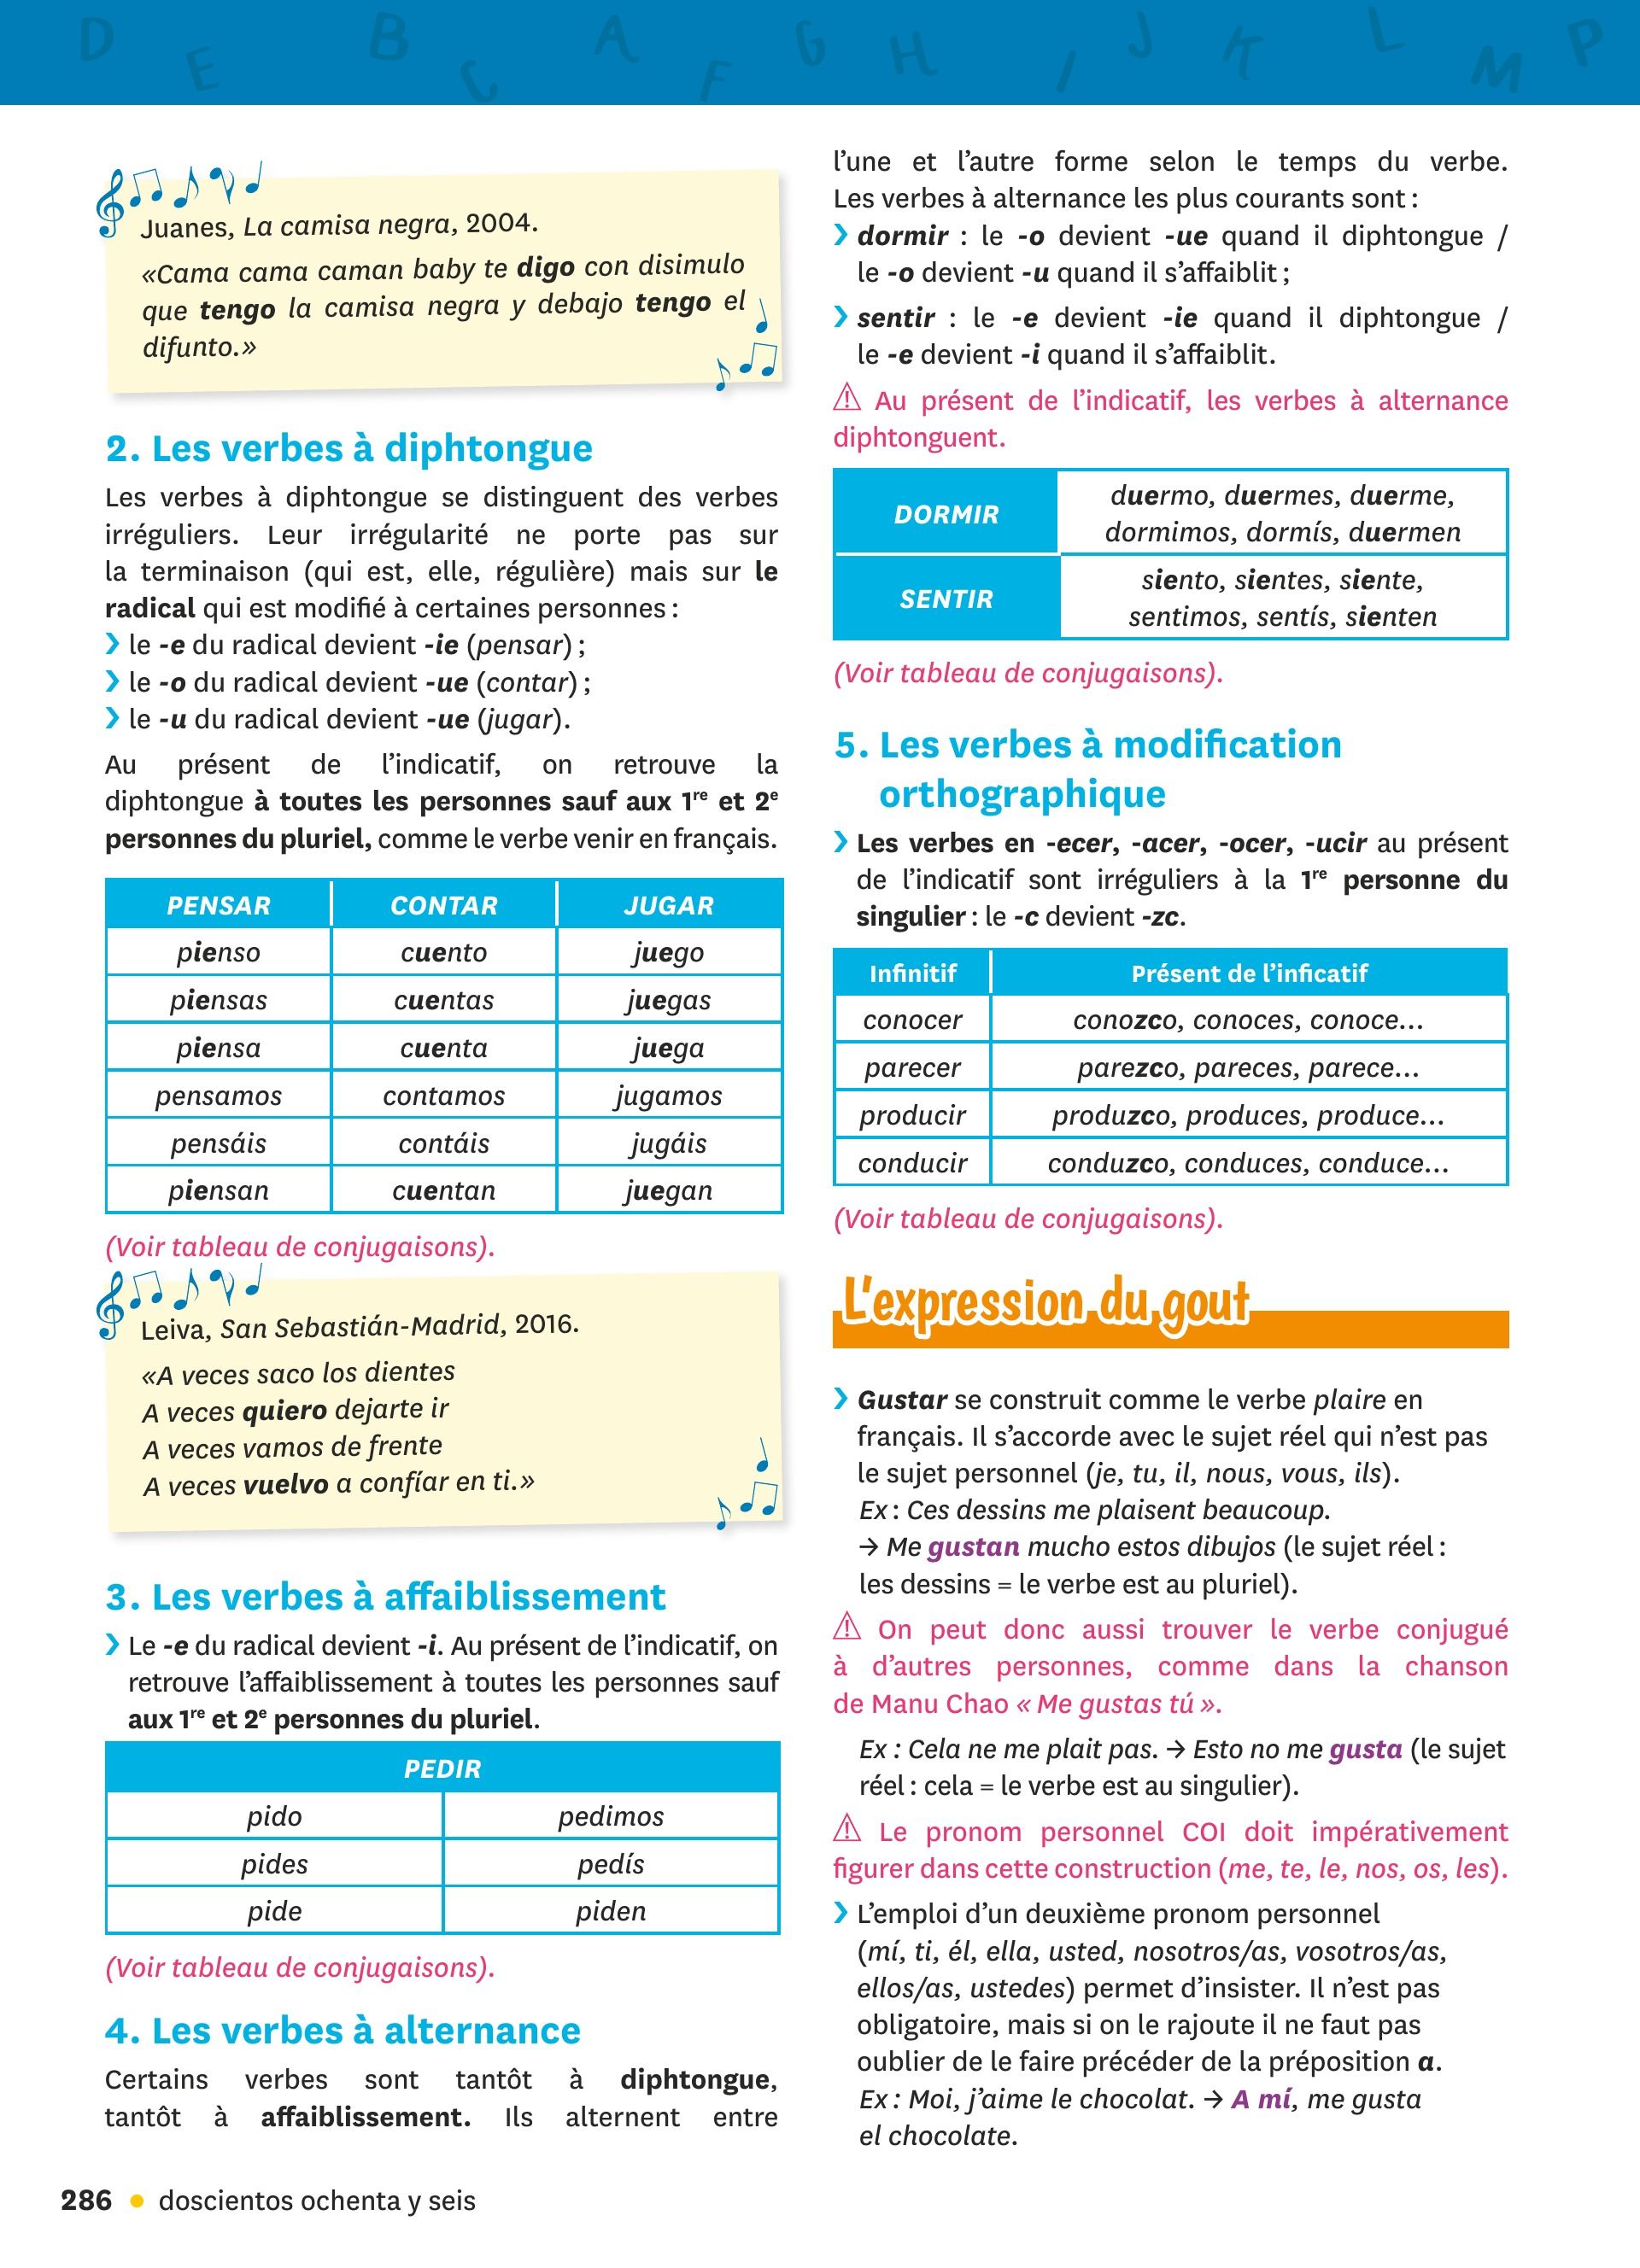 D E B C A F G H I J K L M P
Juanes, La camisa negra, 2004.
«Cama cama caman baby te digo con disimulo
que tengo la camisa negra y debajo tengo el
difunto.»
2. Les verbes à diphtongue
Les verbes à diphtongue se distinguent des verbes
irréguliers. Leur irrégularité ne porte pas sur
la terminaison (qui est, elle, régulière) mais sur le
radical qui est modifié à certaines personnes :
› le -e du radical devient -ie (pensar) ;
› le -o du radical devient -ue (contar) ;
› le -u du radical devient -ue (jugar).
Au présent de l'indicatif, on retrouve la
diphtongue à toutes les personnes sauf aux 1re et 2e
personnes du pluriel, comme le verbe venir en français.
PENSAR CONTAR JUGAR
pienso cuento juego
piensas cuentas juegas
piensa cuenta juega
pensamos contamos jugamos
pensáis contáis jugáis
piensan cuentan juegan
(Voir tableau de conjugaisons).
Leiva, San Sebastián-Madrid, 2016.
«A veces saco los dientes
A veces quiero dejarte ir
A veces vamos de frente
A veces vuelvo a confíar en ti.»
3. Les verbes à affaiblissement
› Le -e du radical devient -i. Au présent de l'indicatif, on
retrouve l'affaiblissement à toutes les personnes sauf
aux 1re et 2e personnes du pluriel.
PEDIR
pido pedimos
pides pedís
pide piden
(Voir tableau de conjugaisons).
4. Les verbes à alternance
Certains verbes sont tantôt à diphtongue,
tantôt à affaiblissement. Ils alternent entre
l'une et l'autre forme selon le temps du verbe.
Les verbes à alternance les plus courants sont :
› dormir : le -o devient -ue quand il diphtongue /
le -o devient -u quand il s'affaiblit ;
› sentir : le -e devient -ie quand il diphtongue /
le -e devient -i quand il s'affaiblit.
⚠ Au présent de l'indicatif, les verbes à alternance
diphtonguent.
DORMIR duermo, duermes, duerme,
dormimos, dormís, duermen
SENTIR siento, sientes, siente,
sentimos, sentís, sienten
(Voir tableau de conjugaisons).
5. Les verbes à modification
orthographique
› Les verbes en -ecer, -acer, -ocer, -ucir au présent
de l'indicatif sont irréguliers à la 1re personne du
singulier : le -c devient -zc.
Infinitif Présent de l'inficatif
conocer conozco, conoces, conoce...
parecer parezco, pareces, parece...
producir produzco, produces, produce...
conducir conduzco, conduces, conduce...
(Voir tableau de conjugaisons).
L'expression du gout
› Gustar se construit comme le verbe plaire en
français. Il s'accorde avec le sujet réel qui n'est pas
le sujet personnel (je, tu, il, nous, vous, ils).
Ex : Ces dessins me plaisent beaucoup.
→ Me gustan mucho estos dibujos (le sujet réel :
les dessins = le verbe est au pluriel).
⚠ On peut donc aussi trouver le verbe conjugué
à d'autres personnes, comme dans la chanson
de Manu Chao « Me gustas tú ».
Ex : Cela ne me plait pas. → Esto no me gusta (le sujet
réel : cela = le verbe est au singulier).
⚠ Le pronom personnel COI doit impérativement
figurer dans cette construction (me, te, le, nos, os, les).
› L'emploi d'un deuxième pronom personnel
(mí, ti, él, ella, usted, nosotros/as, vosotros/as,
ellos/as, ustedes) permet d'insister. Il n'est pas
obligatoire, mais si on le rajoute il ne faut pas
oublier de le faire précéder de la préposition a.
Ex : Moi, j'aime le chocolat. → A mí, me gusta
el chocolate.
286 • doscientos ochenta y seis